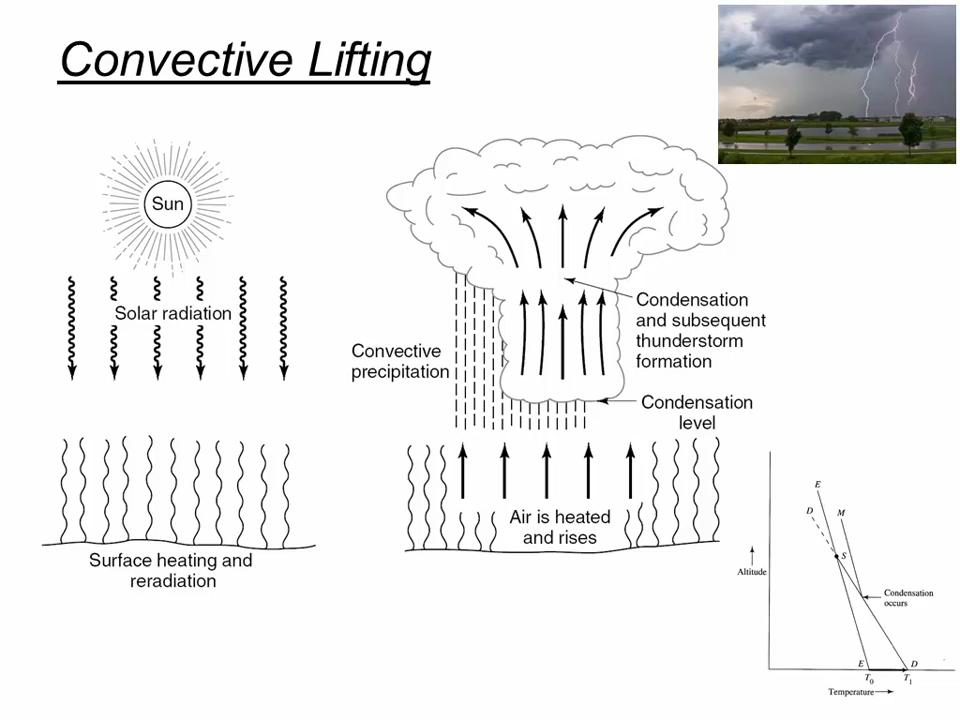 Convective Lifting
Sun
Solar radiation
Surface heating and
reradiation
Convective
precipitation
Condensation
and subsequent
thunderstorm
formation
Condensation
level
Air is heated
and rises
E
D
M
S
Altitude
Condensation
occurs
E
D
T0
T1
Temperature